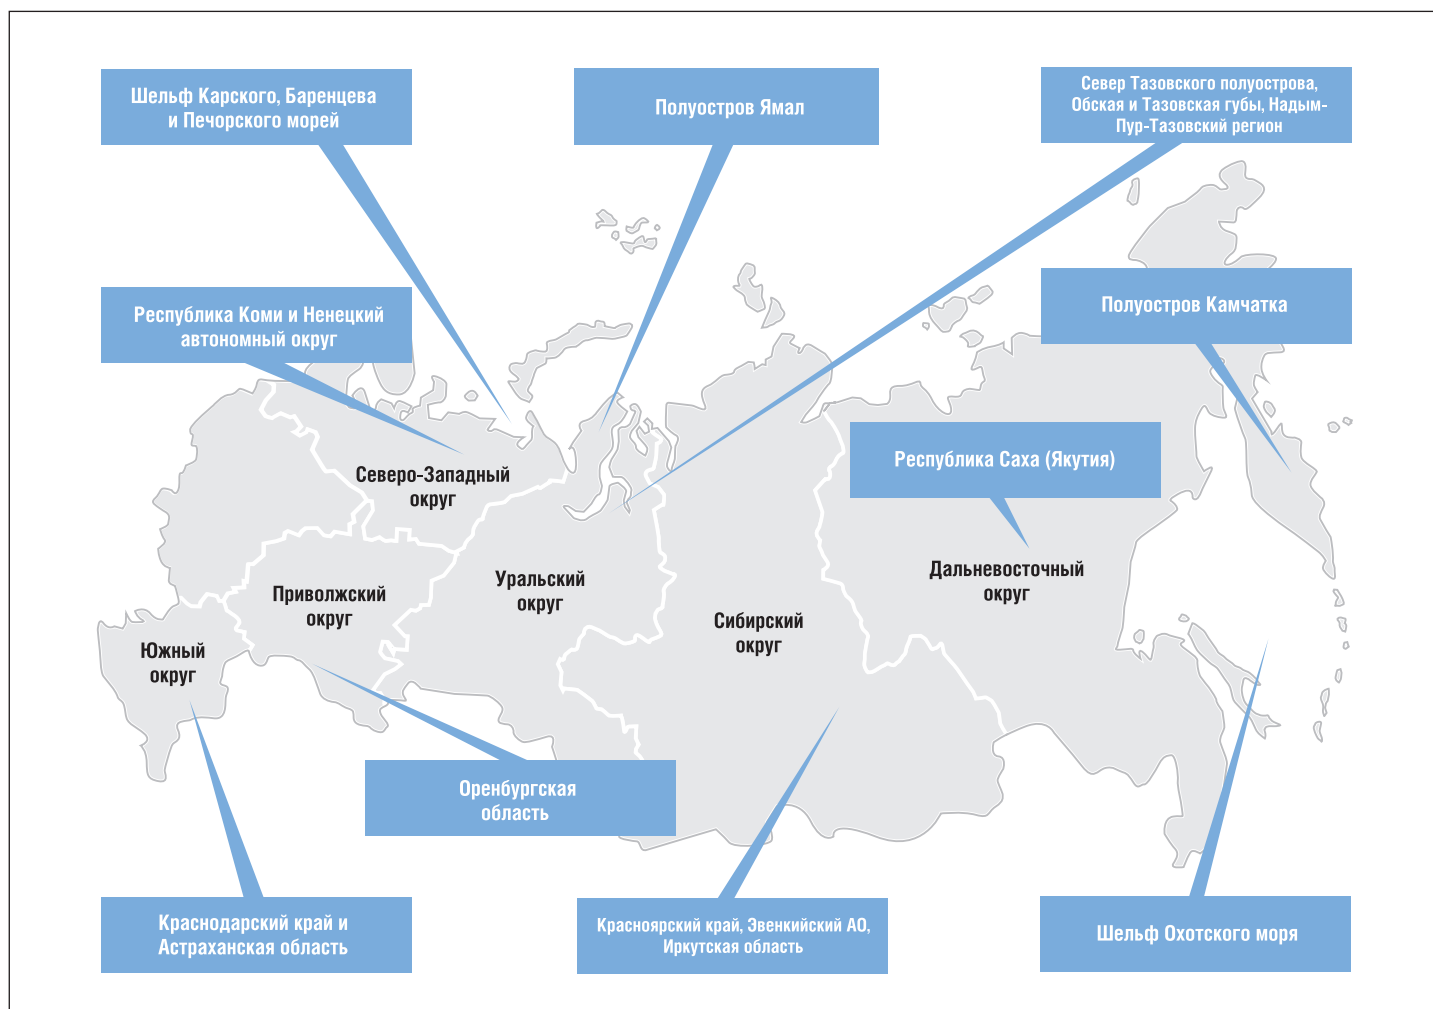 Шельф Карского, Баренцева
и Печорского морей
Полуостров Ямал
Север Тазовского полуострова,
Обская и Тазовская губы, Надым-
Пур-Тазовский регион
Республика Коми и Ненецкий
автономный округ
Полуостров Камчатка
Республика Саха (Якутия)
Северо-Западный
округ
Уральский
округ
Дальневосточный
округ
Приволжский
округ
Сибирский
округ
Южный
округ
Оренбургская
область
Краснодарский край и
Астраханская область
Красноярский край, Эвенкийский АО,
Иркутская область
Шельф Охотского моря